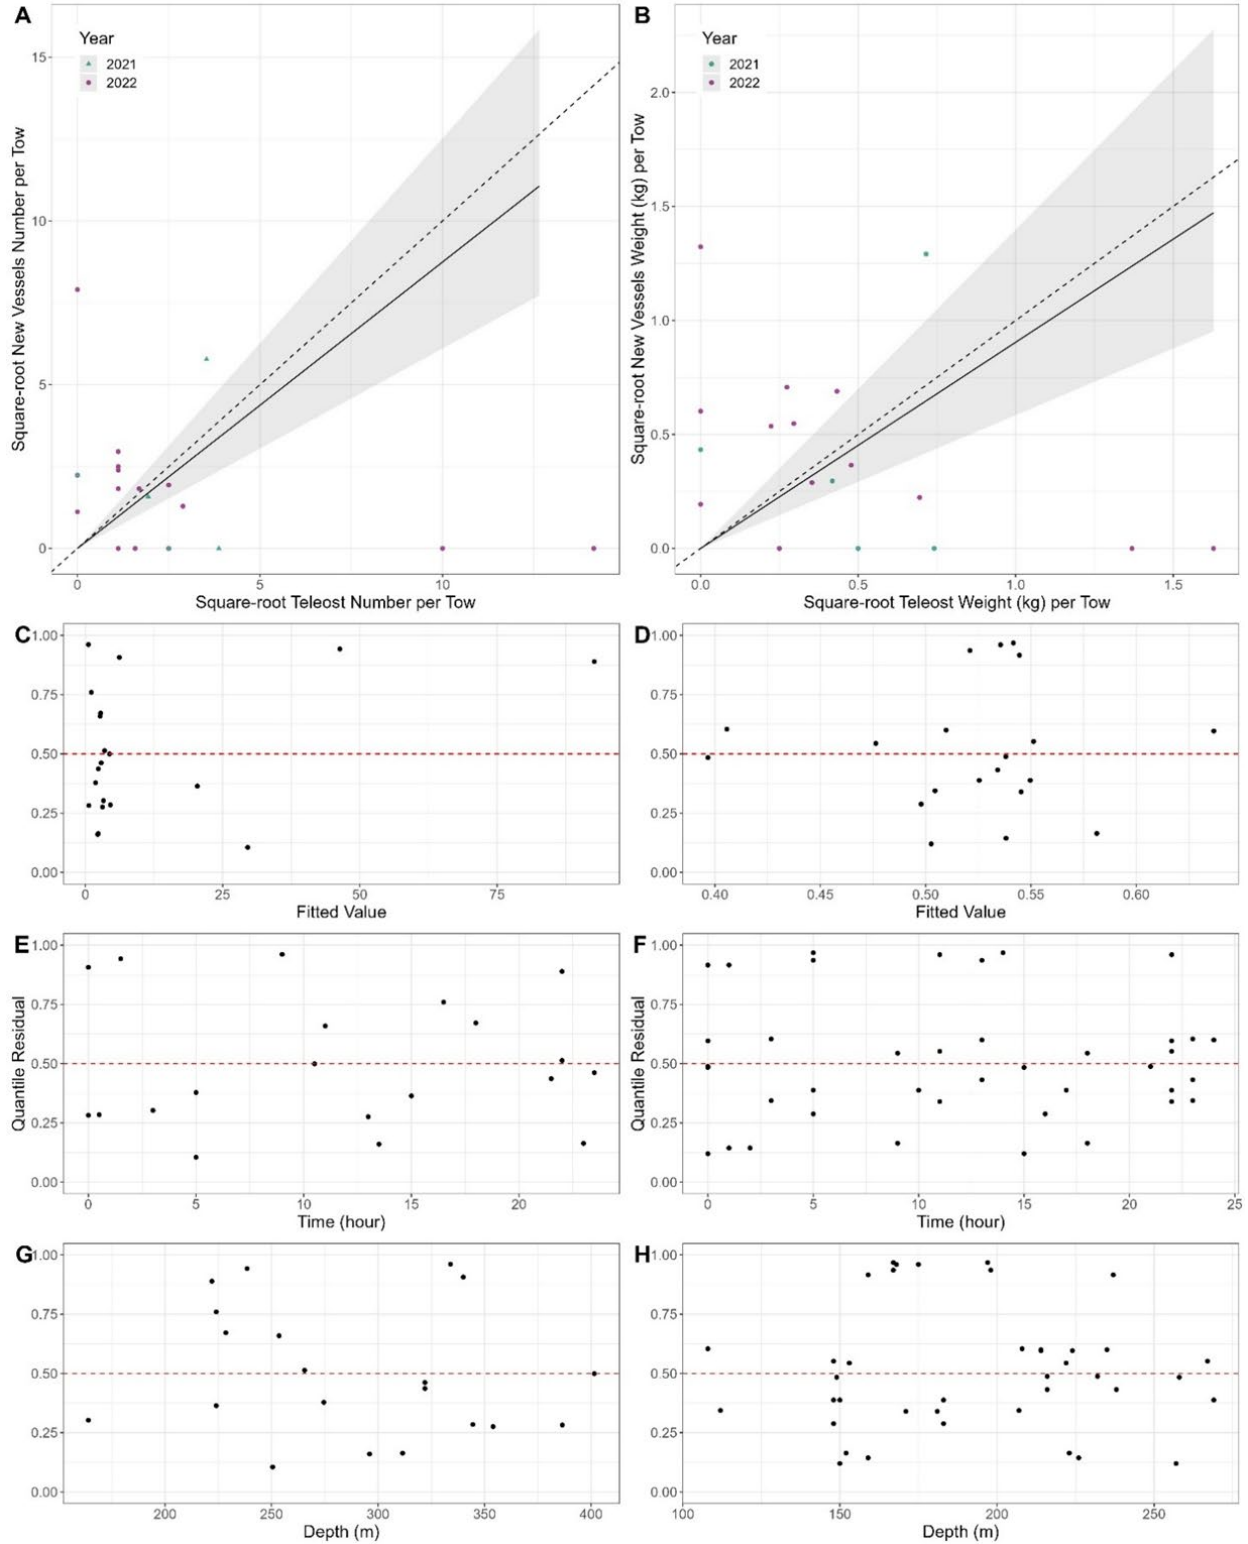 A
Year
2021
2022
15
10
5
0
Square-root New Vessels Number per Tow
0 5 10
Square-root Teleost Number per Tow
B
Year
2021
2022
2.0
1.5
1.0
0.5
0.0
Square-root New Vessels Weight (kg) per Tow
0.0 0.5 1.0 1.5
Square-root Teleost Weight (kg) per Tow
C
1.00
0.75
0.50
0.25
0.00
0 25 50 75
Fitted Value
D
1.00
0.75
0.50
0.25
0.00
0.40 0.45 0.50 0.55 0.60
Fitted Value
E
1.00
0.75
0.50
0.25
0.00
Quantile Residual
0 5 10 15 20
Time (hour)
F
1.00
0.75
0.50
0.25
0.00
Quantile Residual
0 5 10 15 20 25
Time (hour)
G
1.00
0.75
0.50
0.25
0.00
200 250 300 350 400
Depth (m)
H
1.00
0.75
0.50
0.25
0.00
100 150 200 250
Depth (m)